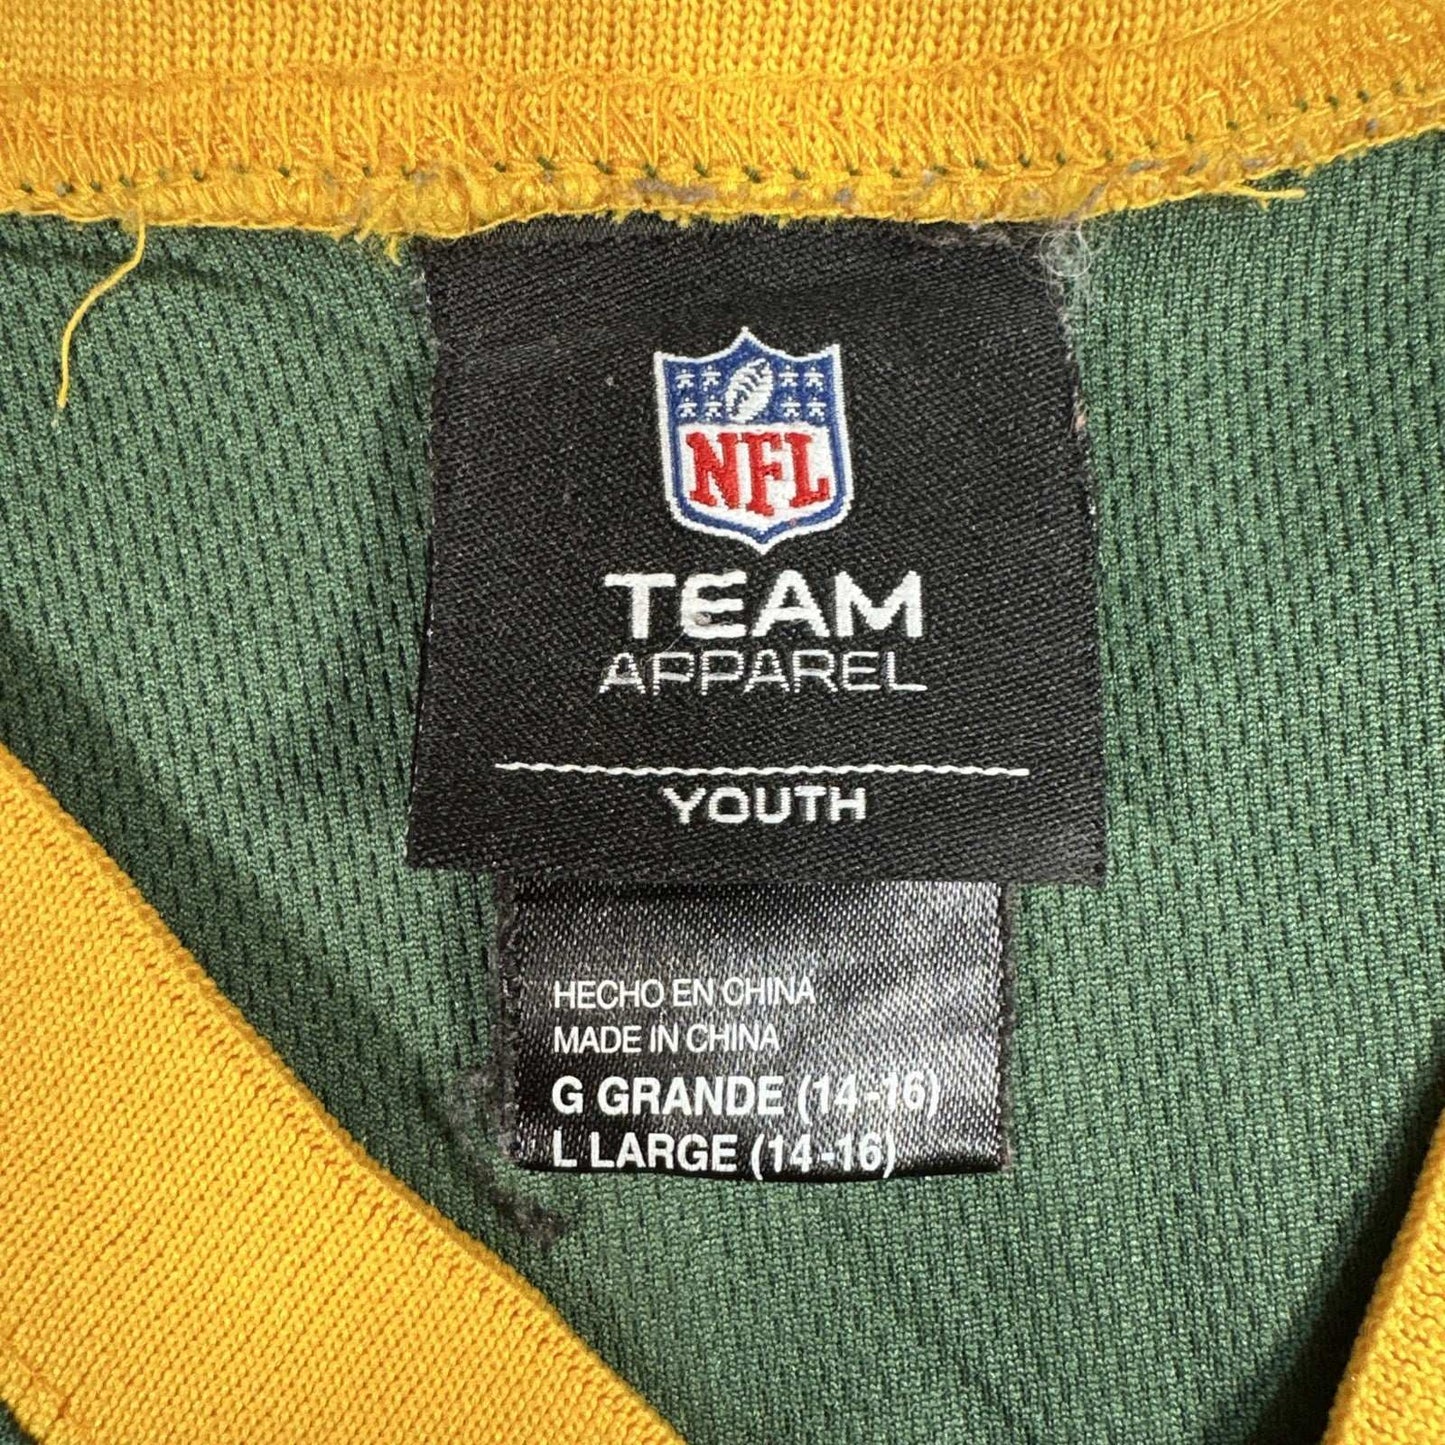 NFL
TEAM
APPAREL
YOUTH
HECHO EN CHINA
MADE IN CHINA
G GRANDE (14-16)
L LARGE (14-16)